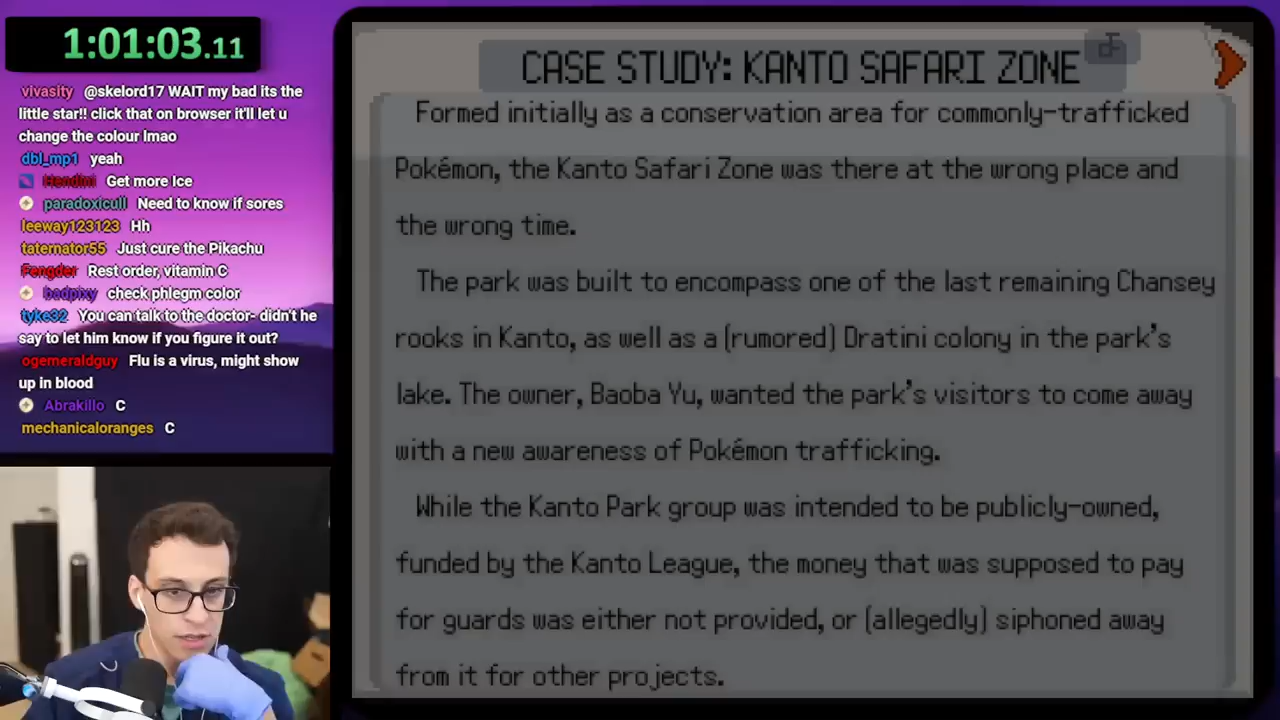 1:01:03.11
vivasity @skelord17 WAIT my bad its the
little star!! click that on browser it'll let u
change the colour lmao
dbl_mp1 yeah
Hendini Get more Ice
paradoxicull Need to know if sores
leeway123123 Hh
taternator55 Just cure the Pikachu
Fengder Rest order, vitamin C
badpixy check phlegm color
tyke32 You can talk to the doctor- didn't he
say to let him know if you figure it out?
ogemeraldguy Flu is a virus, might show
up in blood
Abrakillo C
mechanicaloranges C
CASE STUDY: KANTO SAFARI ZONE
Formed initially as a conservation area for commonly-trafficked
Pokémon, the Kanto Safari Zone was there at the wrong place and
the wrong time.
The park was built to encompass one of the last remaining Chansey
rooks in Kanto, as well as a (rumored) Dratini colony in the park's
lake. The owner, Baoba Yu, wanted the park's visitors to come away
with a new awareness of Pokémon trafficking.
While the Kanto Park group was intended to be publicly-owned,
funded by the Kanto League, the money that was supposed to pay
for guards was either not provided, or (allegedly) siphoned away
from it for other projects.